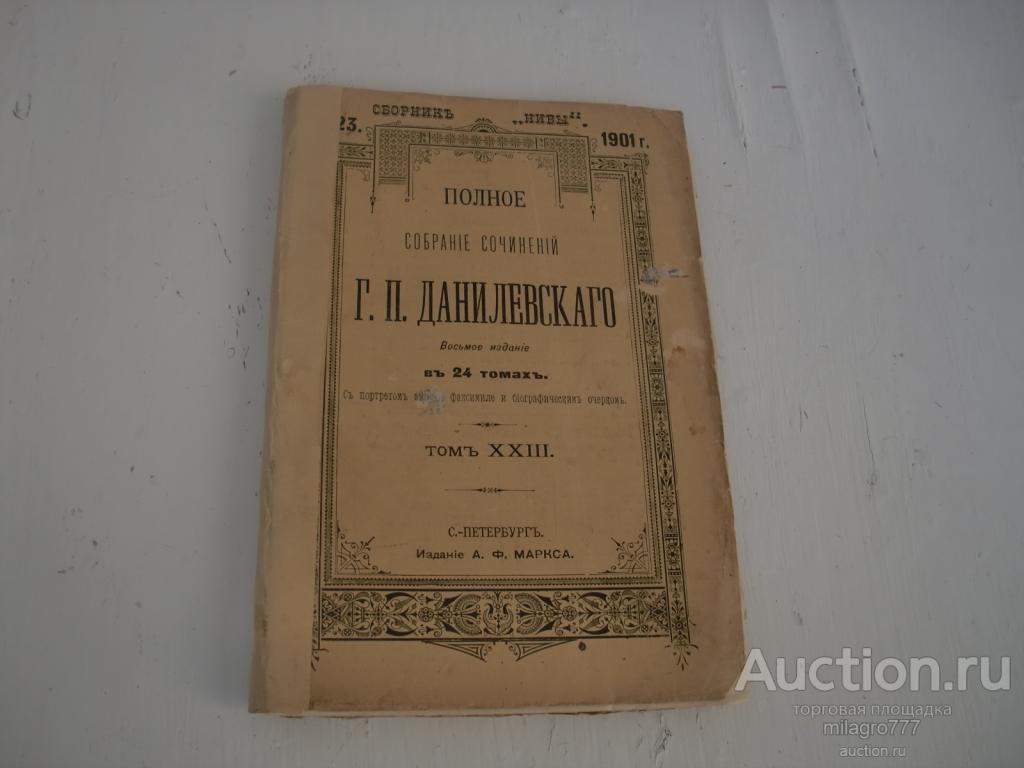 СБОРНИКЪ „НИВЫ“.
23. 1901 г.
ПОЛНОЕ
СОБРАНІЕ СОЧИНЕНІЙ
Г. П. ДАНИЛЕВСКАГО
Восьмое изданіе
въ 24 томахъ.
Съ портретомъ факсимиле и біографическимъ очеркомъ.
ТОМЪ XXIII.
С.-ПЕТЕРБУРГЪ.
Изданіе А. Ф. МАРКСА.
Auction.ru
торговая площадка
milagro777
auction.ru